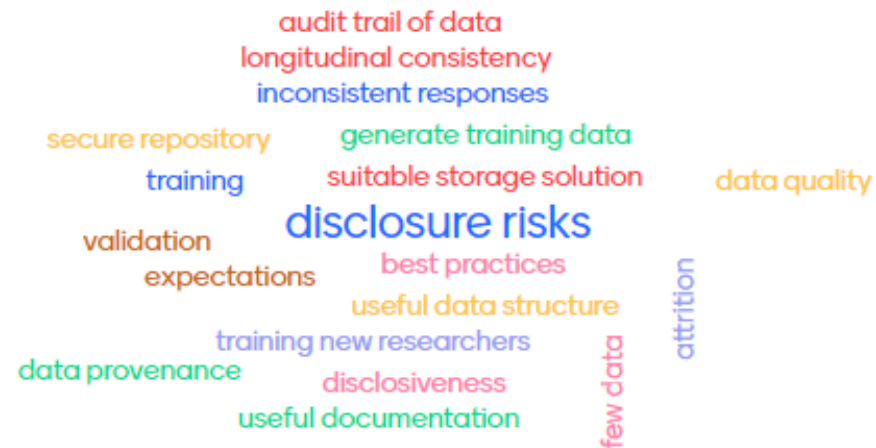 audit trail of data
longitudinal consistency
inconsistent responses
secure repository
generate training data
training
suitable storage solution
data quality
disclosure risks
validation
expectations
best practices
attrition
useful data structure
training new researchers
few data
data provenance
disclosiveness
useful documentation